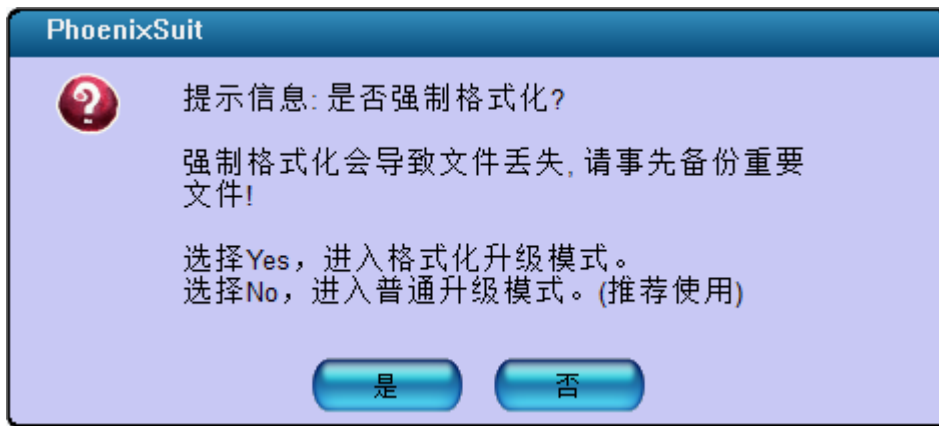 PhoenixSuit
提示信息: 是否强制格式化?
强制格式化会导致文件丢失, 请事先备份重要
文件!
选择Yes，进入格式化升级模式。
选择No，进入普通升级模式。(推荐使用)
是
否